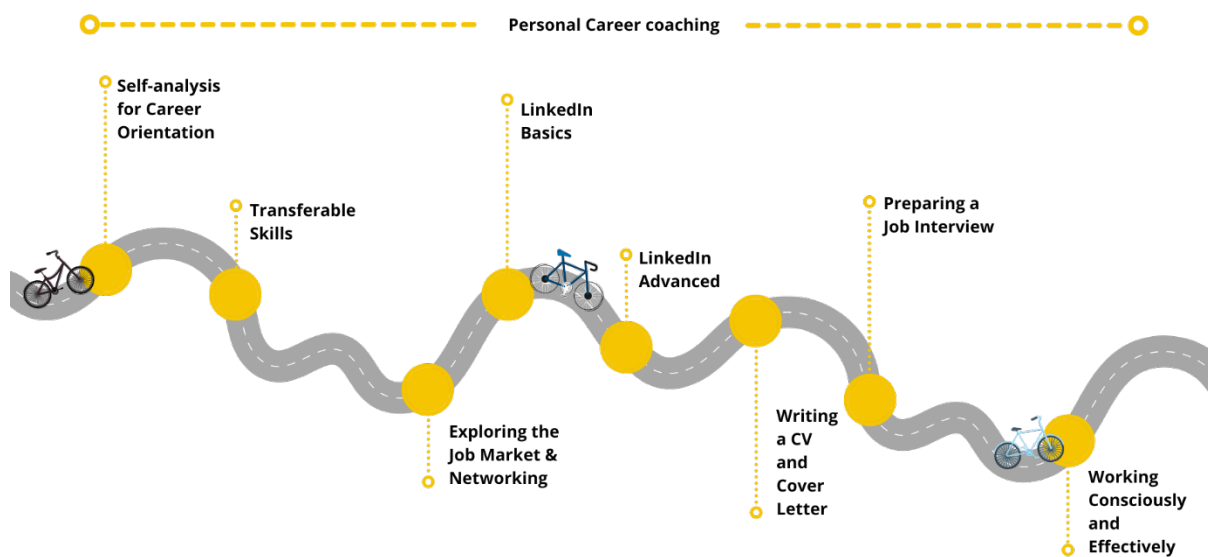 Personal Career coaching
Self-analysis
for Career
Orientation
Transferable
Skills
Exploring the
Job Market &
Networking
LinkedIn
Basics
LinkedIn
Advanced
Writing
a CV
and
Cover
Letter
Preparing a
Job Interview
Working
Consciously
and
Effectively